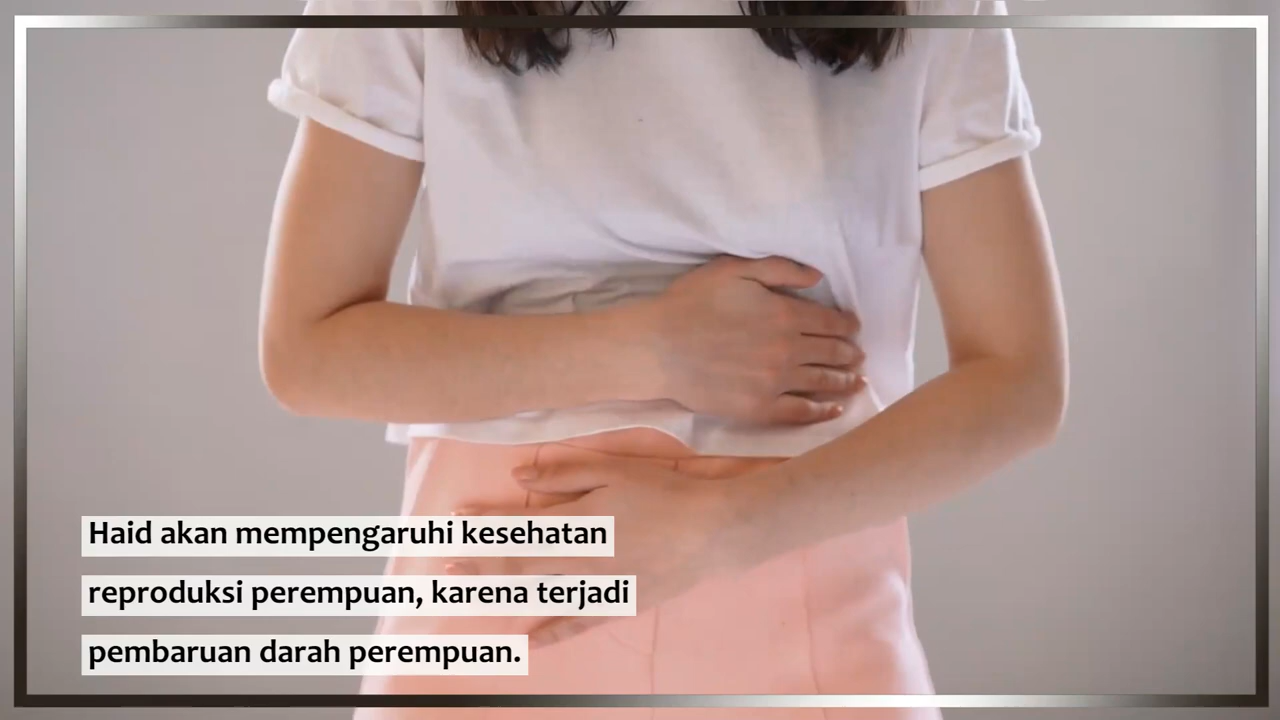 Haid akan mempengaruhi kesehatan
reproduksi perempuan, karena terjadi
pembaruan darah perempuan.